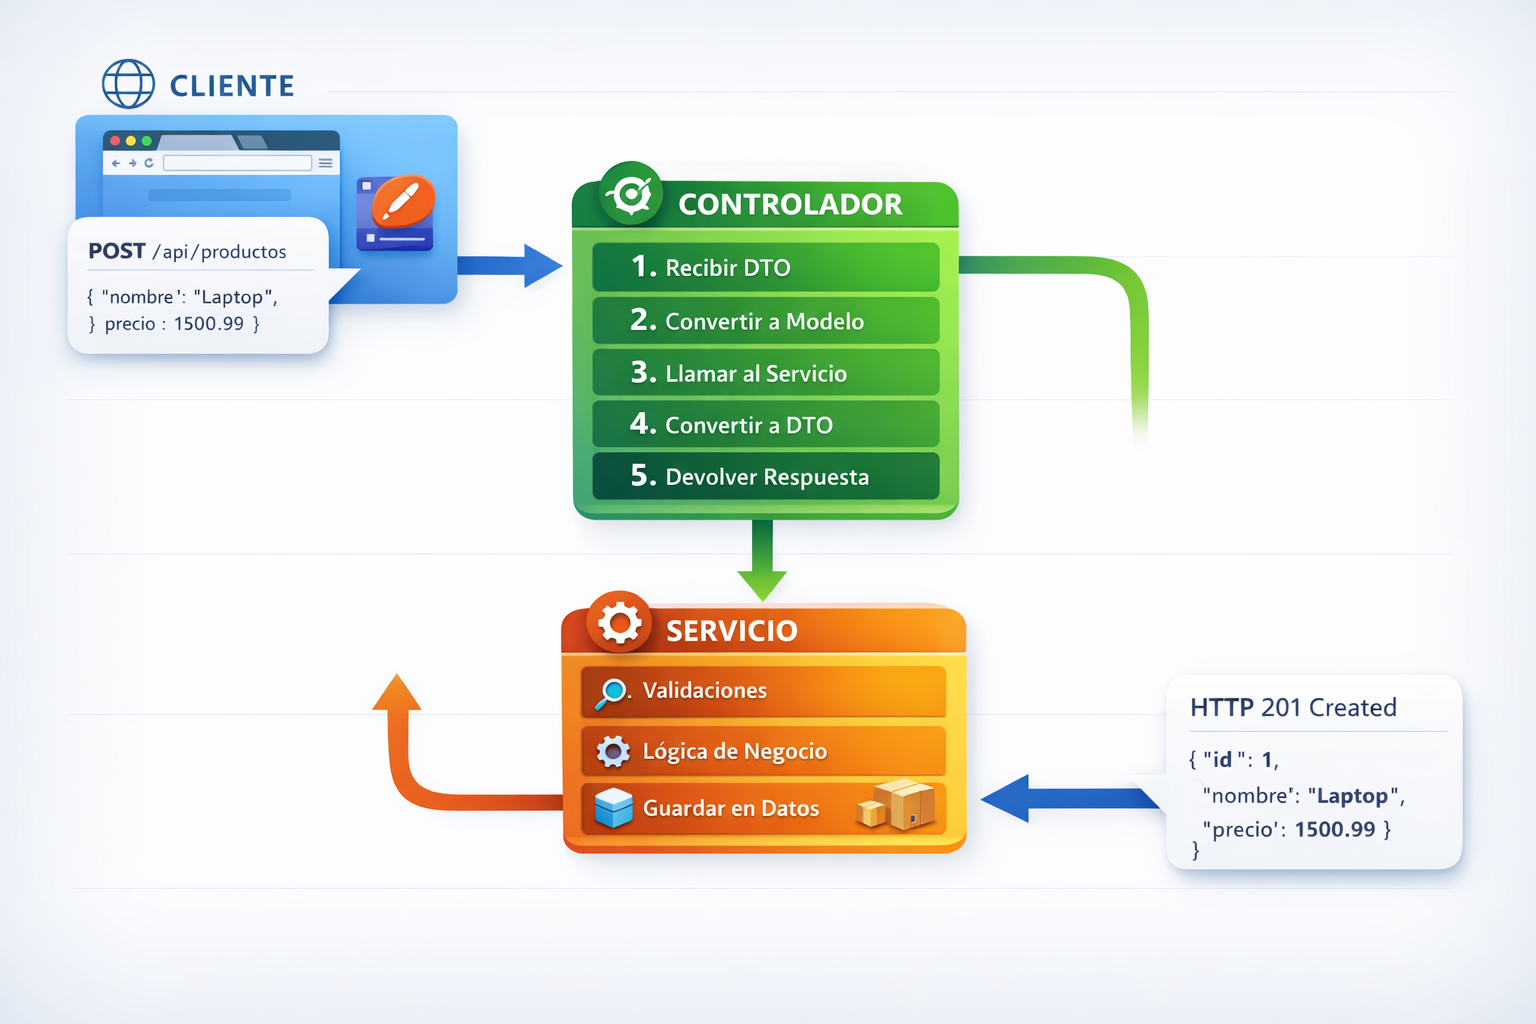 CLIENTE
POST /api/productos
{ "nombre': "Laptop",
} precio : 1500.99 }
CONTROLADOR
1. Recibir DTO
2. Convertir a Modelo
3. Llamar al Servicio
4. Convertir a DTO
5. Devolver Respuesta
SERVICIO
Validaciones
Lógica de Negocio
Guardar en Datos
HTTP 201 Created
{ "id ": 1,
"nombre': "Laptop",
"precio': 1500.99 }
}